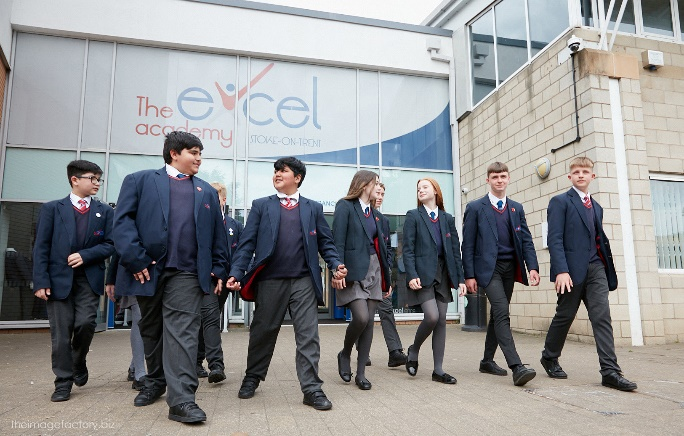 The excel
academy
STOKE-ON-TRENT
theimagefactory.biz